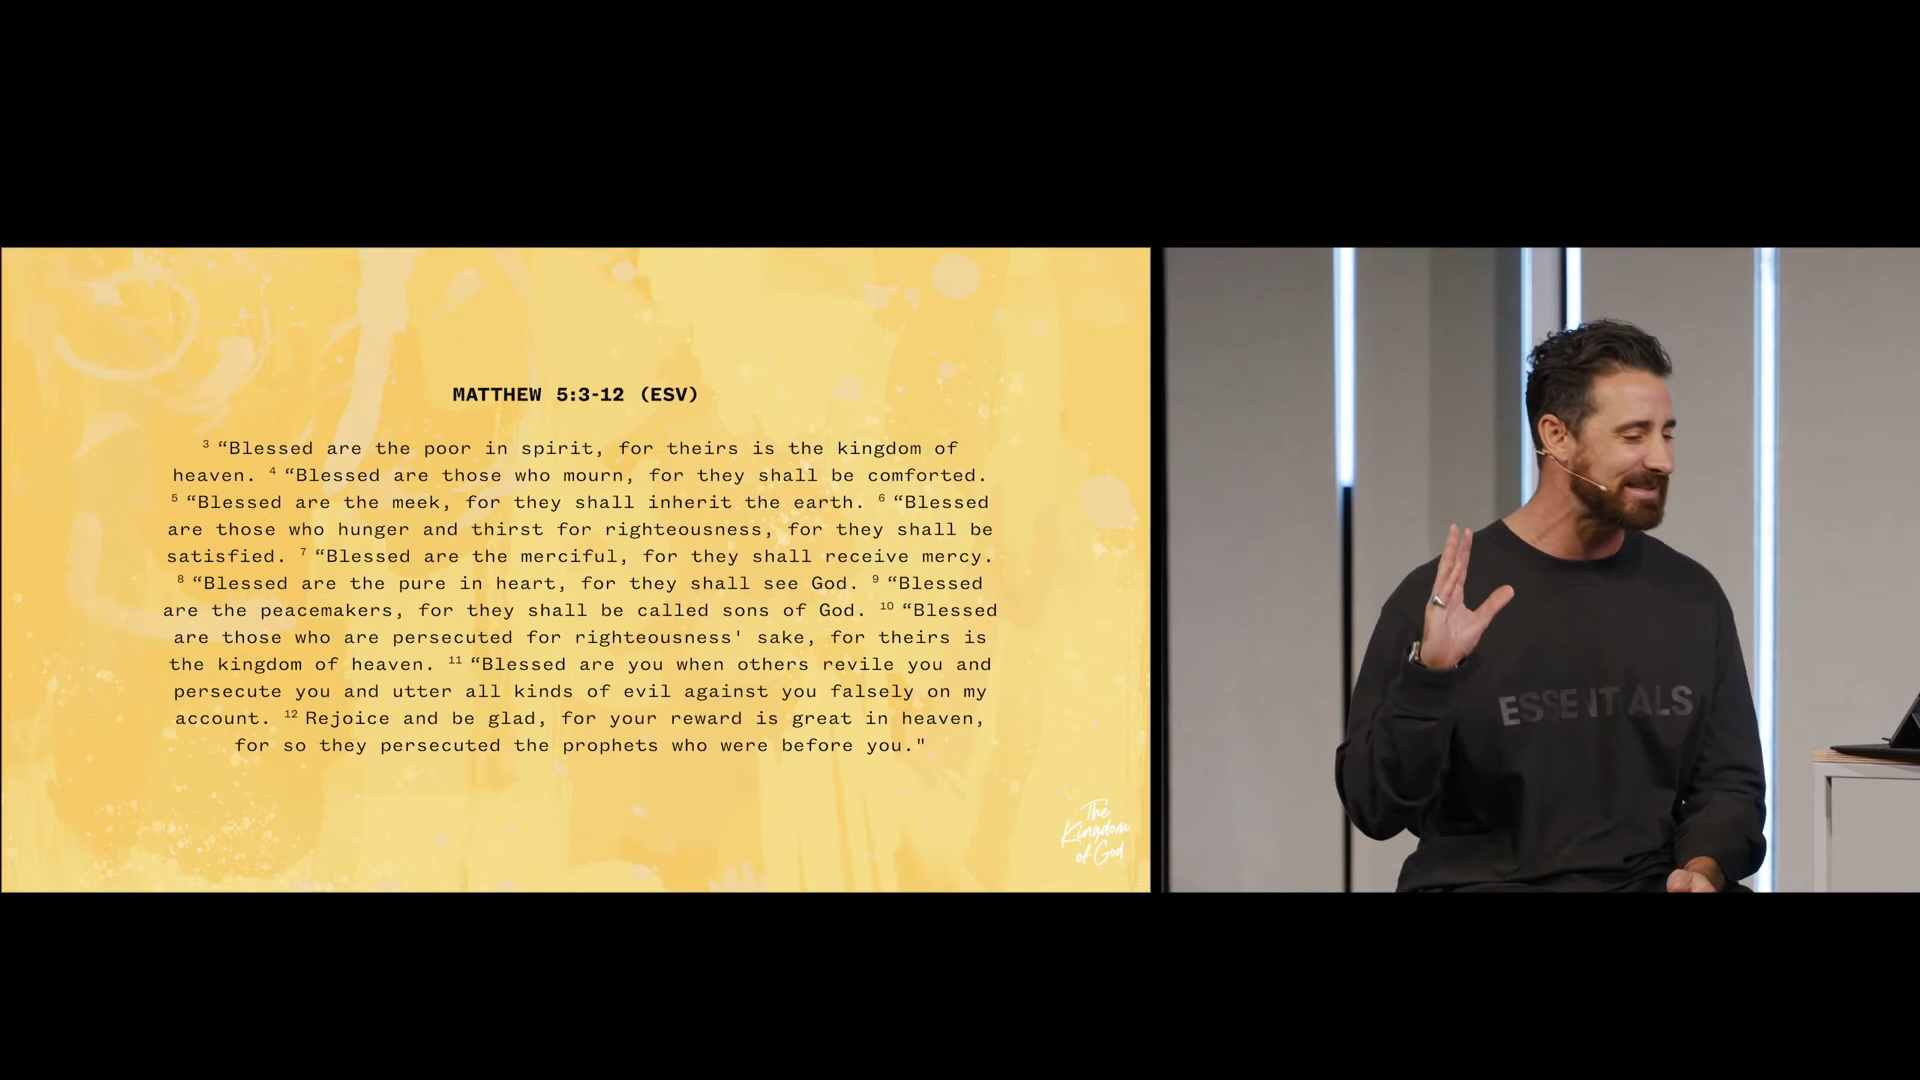 MATTHEW 5:3-12 (ESV)
3 “Blessed are the poor in spirit, for theirs is the kingdom of
heaven. 4 “Blessed are those who mourn, for they shall be comforted.
5 “Blessed are the meek, for they shall inherit the earth. 6 “Blessed
are those who hunger and thirst for righteousness, for they shall be
satisfied. 7 “Blessed are the merciful, for they shall receive mercy.
8 “Blessed are the pure in heart, for they shall see God. 9 “Blessed
are the peacemakers, for they shall be called sons of God. 10 “Blessed
are those who are persecuted for righteousness' sake, for theirs is
the kingdom of heaven. 11 “Blessed are you when others revile you and
persecute you and utter all kinds of evil against you falsely on my
account. 12 Rejoice and be glad, for your reward is great in heaven,
for so they persecuted the prophets who were before you."
The
Kingdom
of God
ESSENTIALS